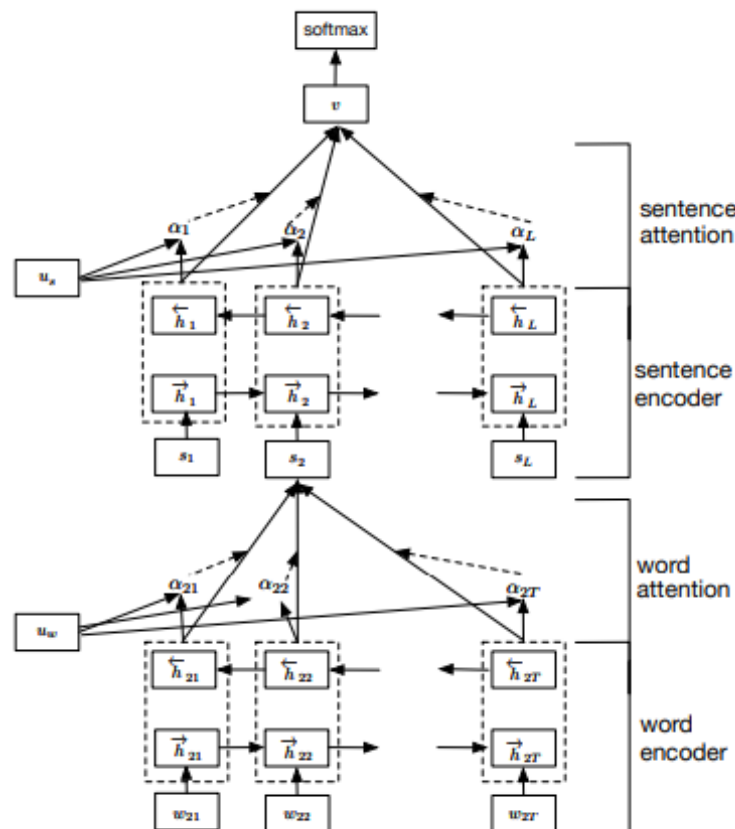 softmax
v
α1 α2 αL
sentence
attention
us
←h1 ←h2 ←hL
→h1 →h2 →hL
sentence
encoder
s1 s2 sL
α21 α22 α2T
word
attention
uw
←h21 ←h22 ←h2T
→h21 →h22 →h2T
word
encoder
w21 w22 w2T